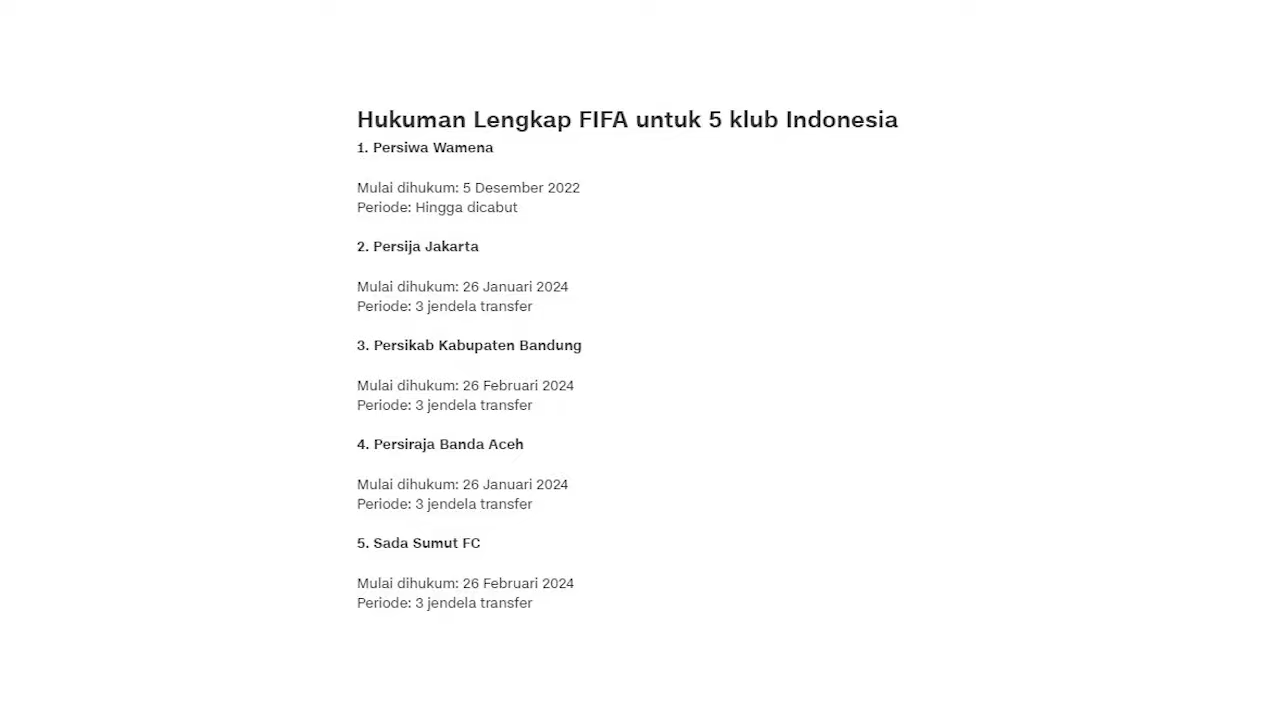 Hukuman Lengkap FIFA untuk 5 klub Indonesia
1. Persiwa Wamena
Mulai dihukum: 5 Desember 2022
Periode: Hingga dicabut
2. Persija Jakarta
Mulai dihukum: 26 Januari 2024
Periode: 3 jendela transfer
3. Persikab Kabupaten Bandung
Mulai dihukum: 26 Februari 2024
Periode: 3 jendela transfer
4. Persiraja Banda Aceh
Mulai dihukum: 26 Januari 2024
Periode: 3 jendela transfer
5. Sada Sumut FC
Mulai dihukum: 26 Februari 2024
Periode: 3 jendela transfer